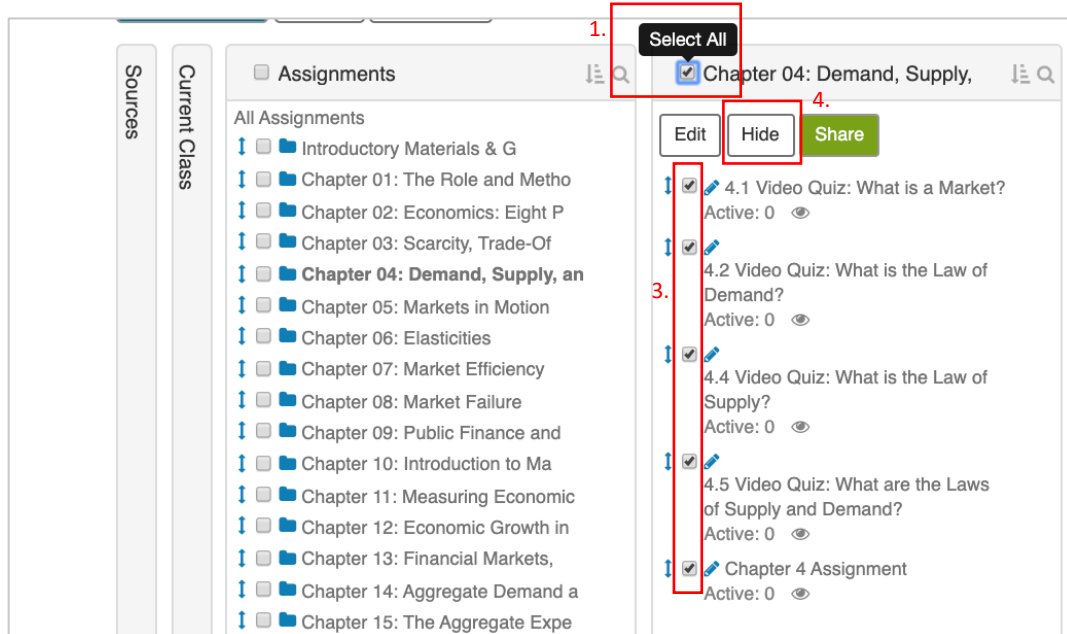 1.
Select All
Sources
Current Class
Assignments
All Assignments
Introductory Materials & G
Chapter 01: The Role and Metho
Chapter 02: Economics: Eight P
Chapter 03: Scarcity, Trade-Of
Chapter 04: Demand, Supply, an
Chapter 05: Markets in Motion
Chapter 06: Elasticities
Chapter 07: Market Efficiency
Chapter 08: Market Failure
Chapter 09: Public Finance and
Chapter 10: Introduction to Ma
Chapter 11: Measuring Economic
Chapter 12: Economic Growth in
Chapter 13: Financial Markets,
Chapter 14: Aggregate Demand a
Chapter 15: The Aggregate Expe
Chapter 04: Demand, Supply,
4.
Edit
Hide
Share
3.
4.1 Video Quiz: What is a Market?
Active: 0
4.2 Video Quiz: What is the Law of
Demand?
Active: 0
4.4 Video Quiz: What is the Law of
Supply?
Active: 0
4.5 Video Quiz: What are the Laws
of Supply and Demand?
Active: 0
Chapter 4 Assignment
Active: 0